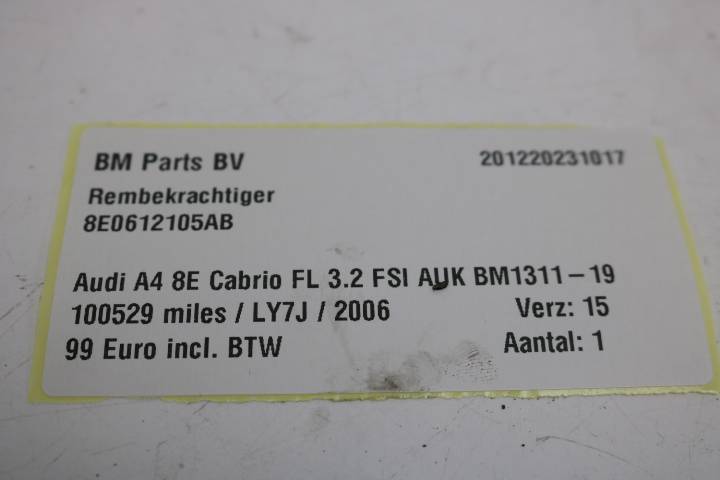 BM Parts BV 201220231017
Rembekrachtiger
8E0612105AB
Audi A4 8E Cabrio FL 3.2 FSI AUK BM1311-19
100529 miles / LY7J / 2006 Verz: 15
99 Euro incl. BTW Aantal: 1